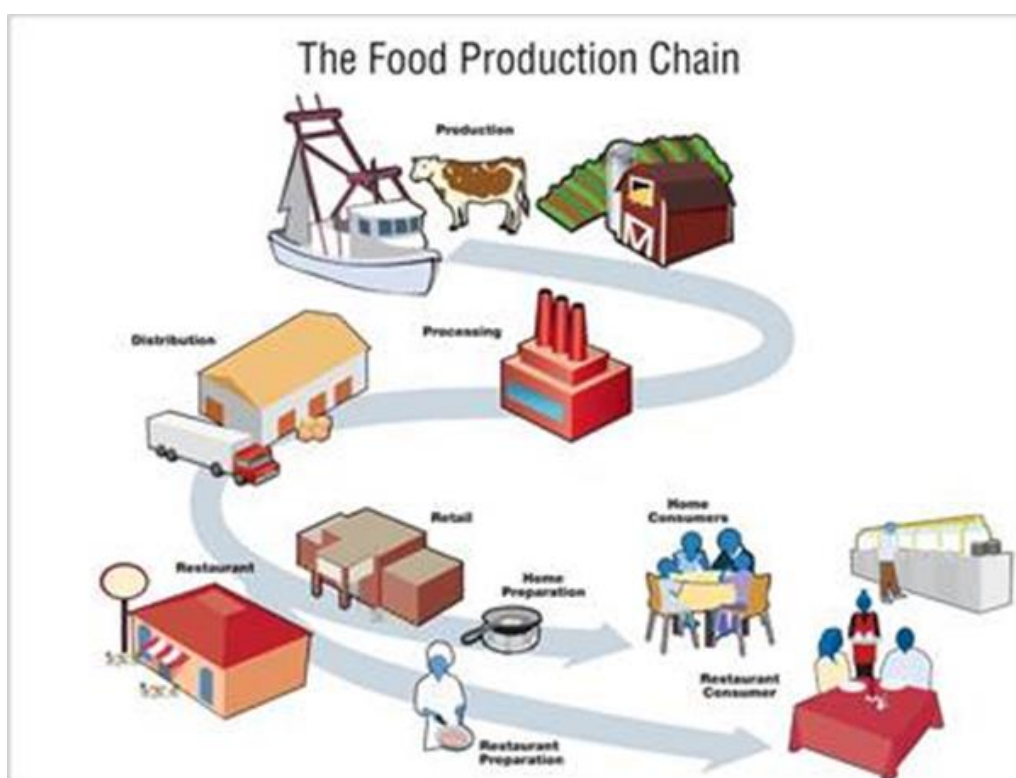 The Food Production Chain
Production
Processing
Distribution
Retail
Home
Consumers
Restaurant
Home
Preparation
Restaurant
Consumer
Restaurant
Preparation